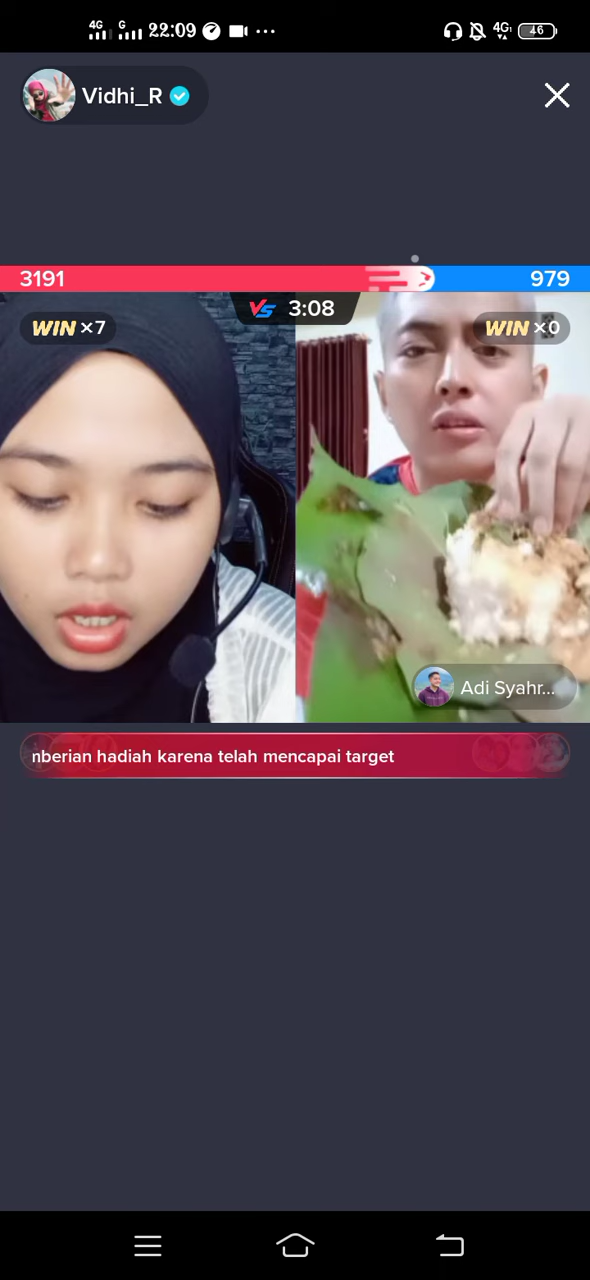 4G G 22:09 4G 46
Vidhi_R
3191 979
VS 3:08
WIN ×7 WIN ×0
Adi Syahr...
nberian hadiah karena telah mencapai target